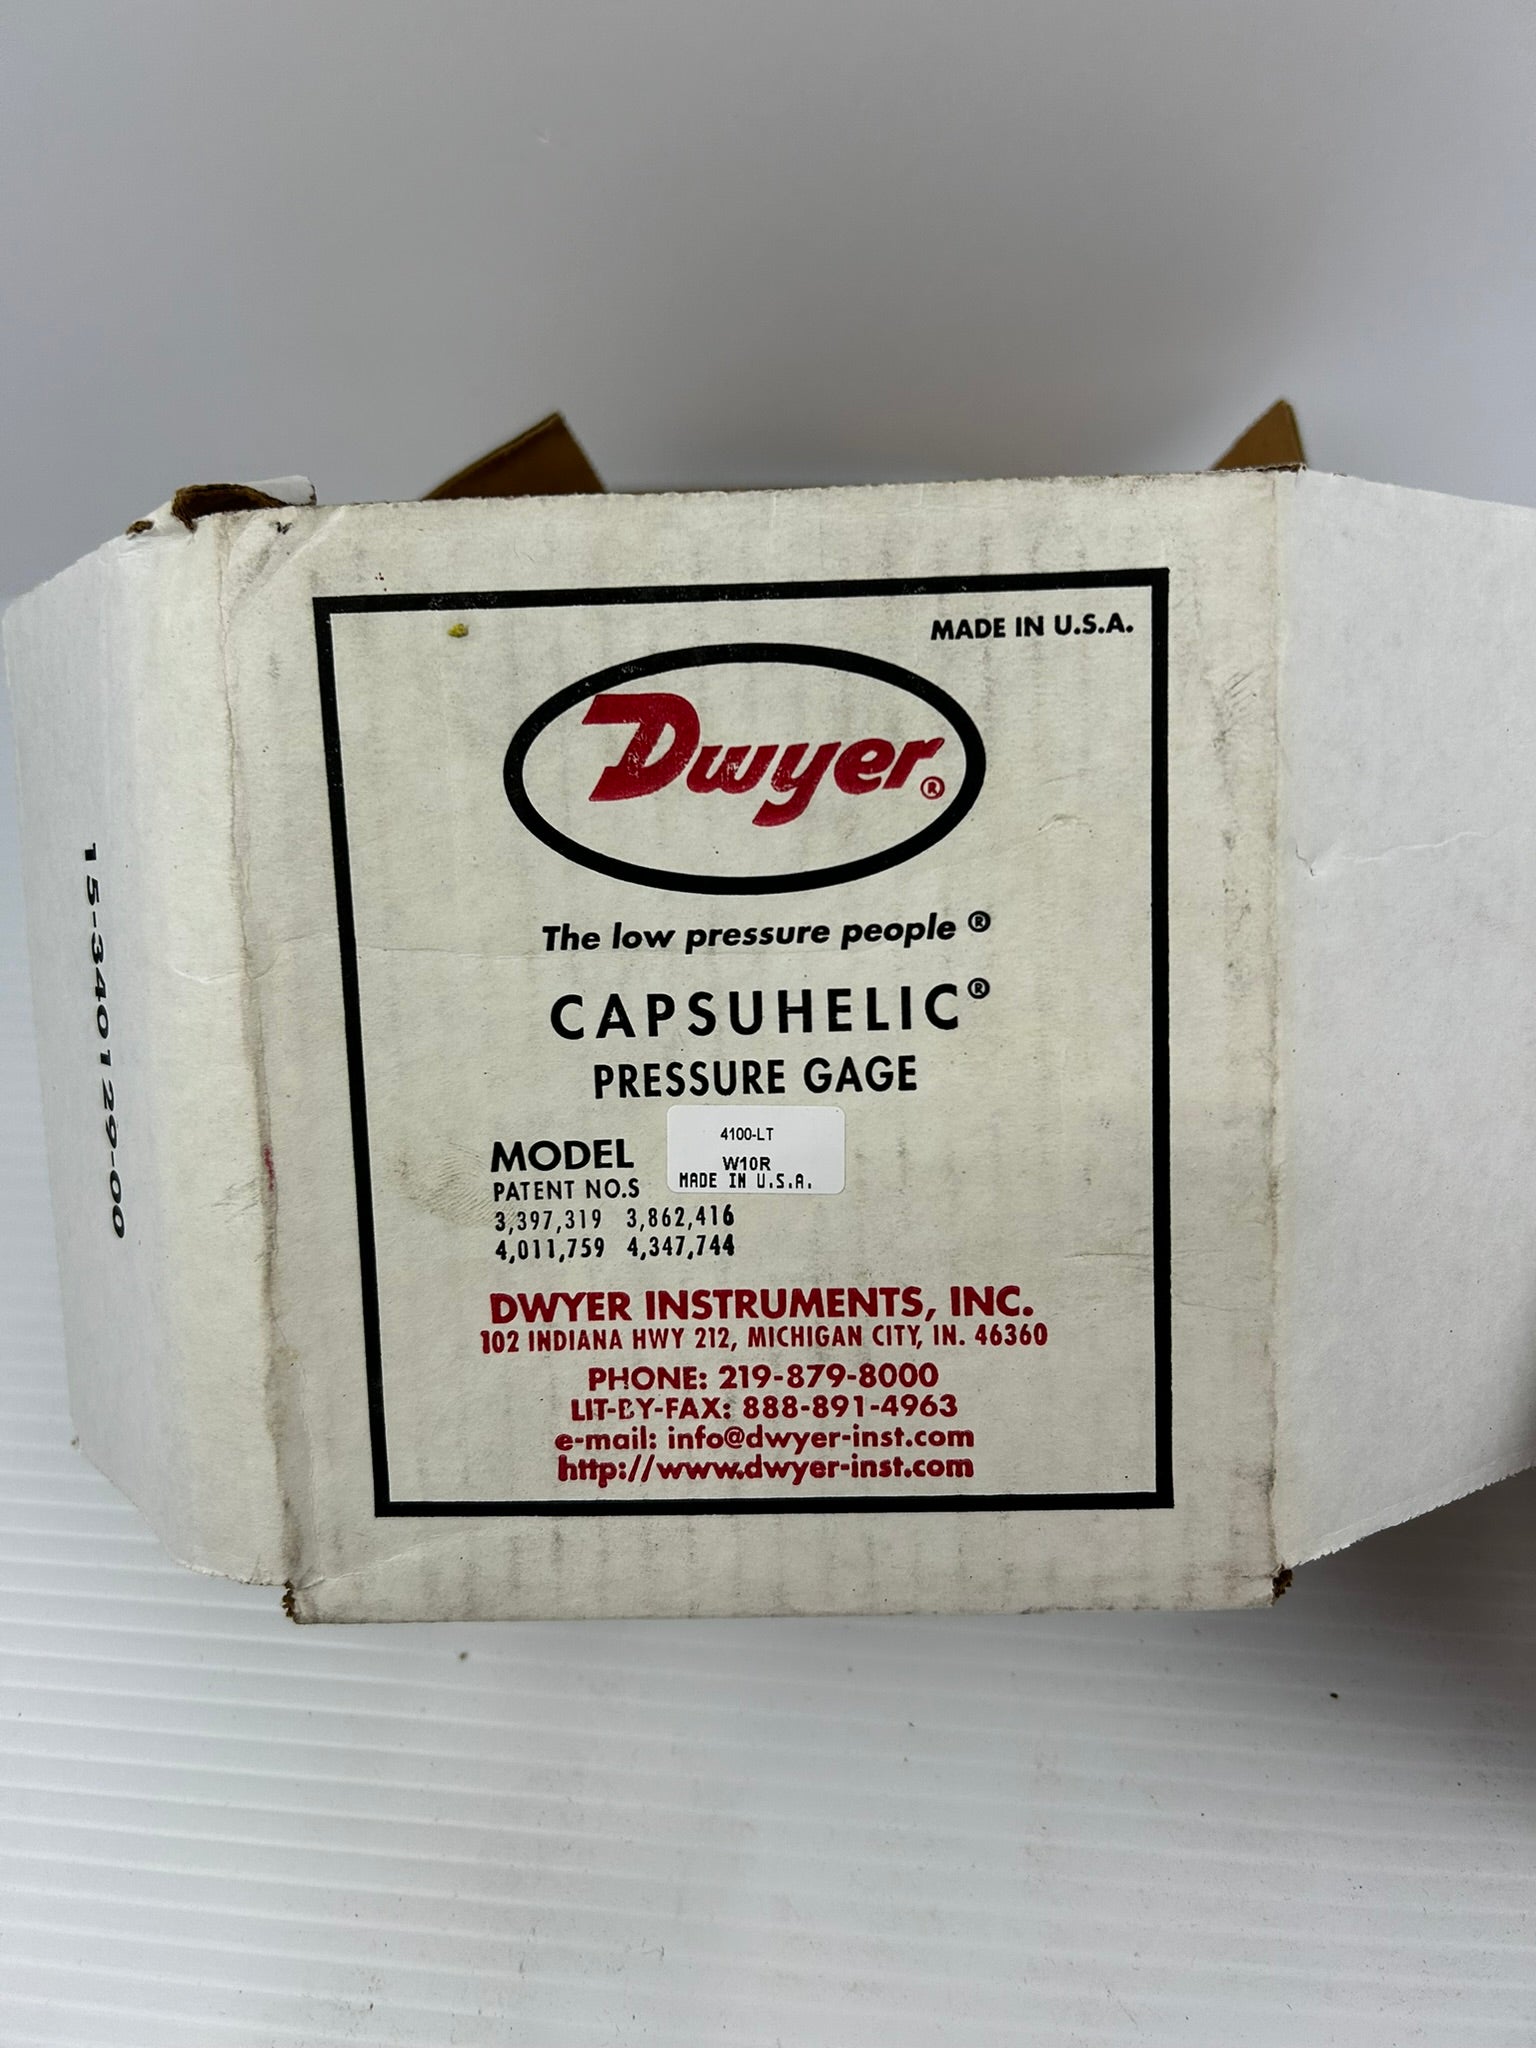 MADE IN U.S.A.
Dwyer®
The low pressure people®
CAPSUHELIC®
PRESSURE GAGE
MODEL
4100-LT
W10R
MADE IN U.S.A.
PATENT NO.S
3,397,319 3,862,416
4,011,759 4,347,744
DWYER INSTRUMENTS, INC.
102 INDIANA HWY 212, MICHIGAN CITY, IN. 46360
PHONE: 219-879-8000
LIT-BY-FAX: 888-891-4963
e-mail: info@dwyer-inst.com
http://www.dwyer-inst.com
15-340129-00